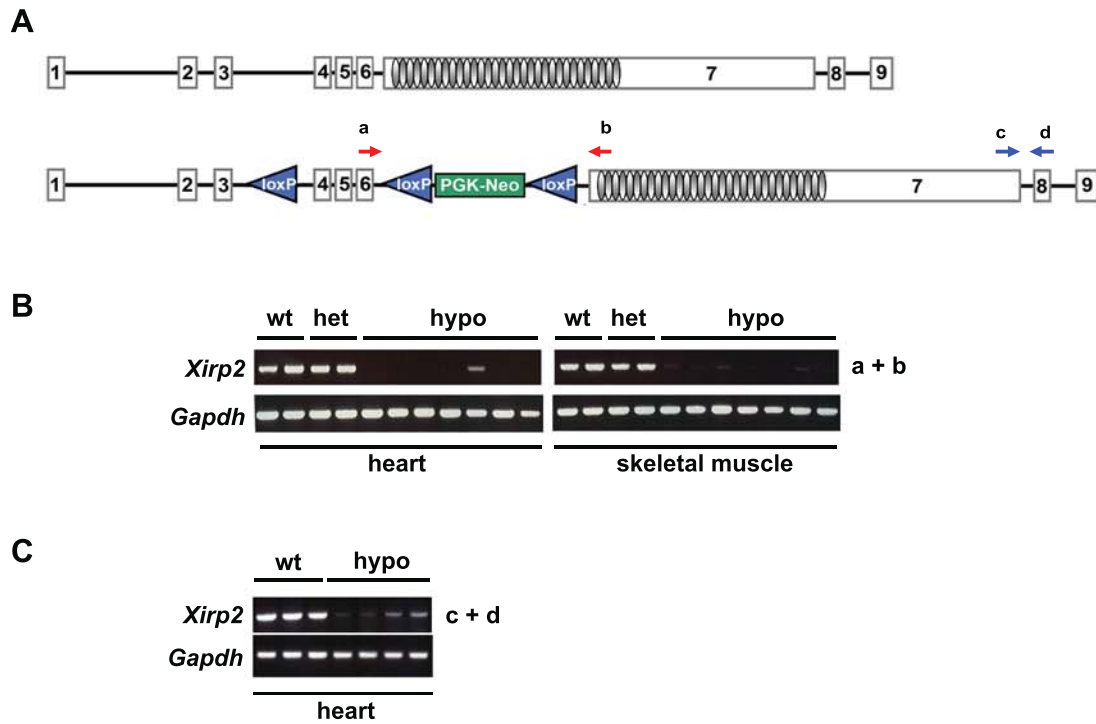 A
1 2 3 4 5 6 7 8 9
a b c d
1 2 3 loxP 4 5 6 loxP PGK-Neo loxP 7 8 9
B
wt het hypo wt het hypo
Xirp2 a + b
Gapdh
heart skeletal muscle
C
wt hypo
Xirp2 c + d
Gapdh
heart